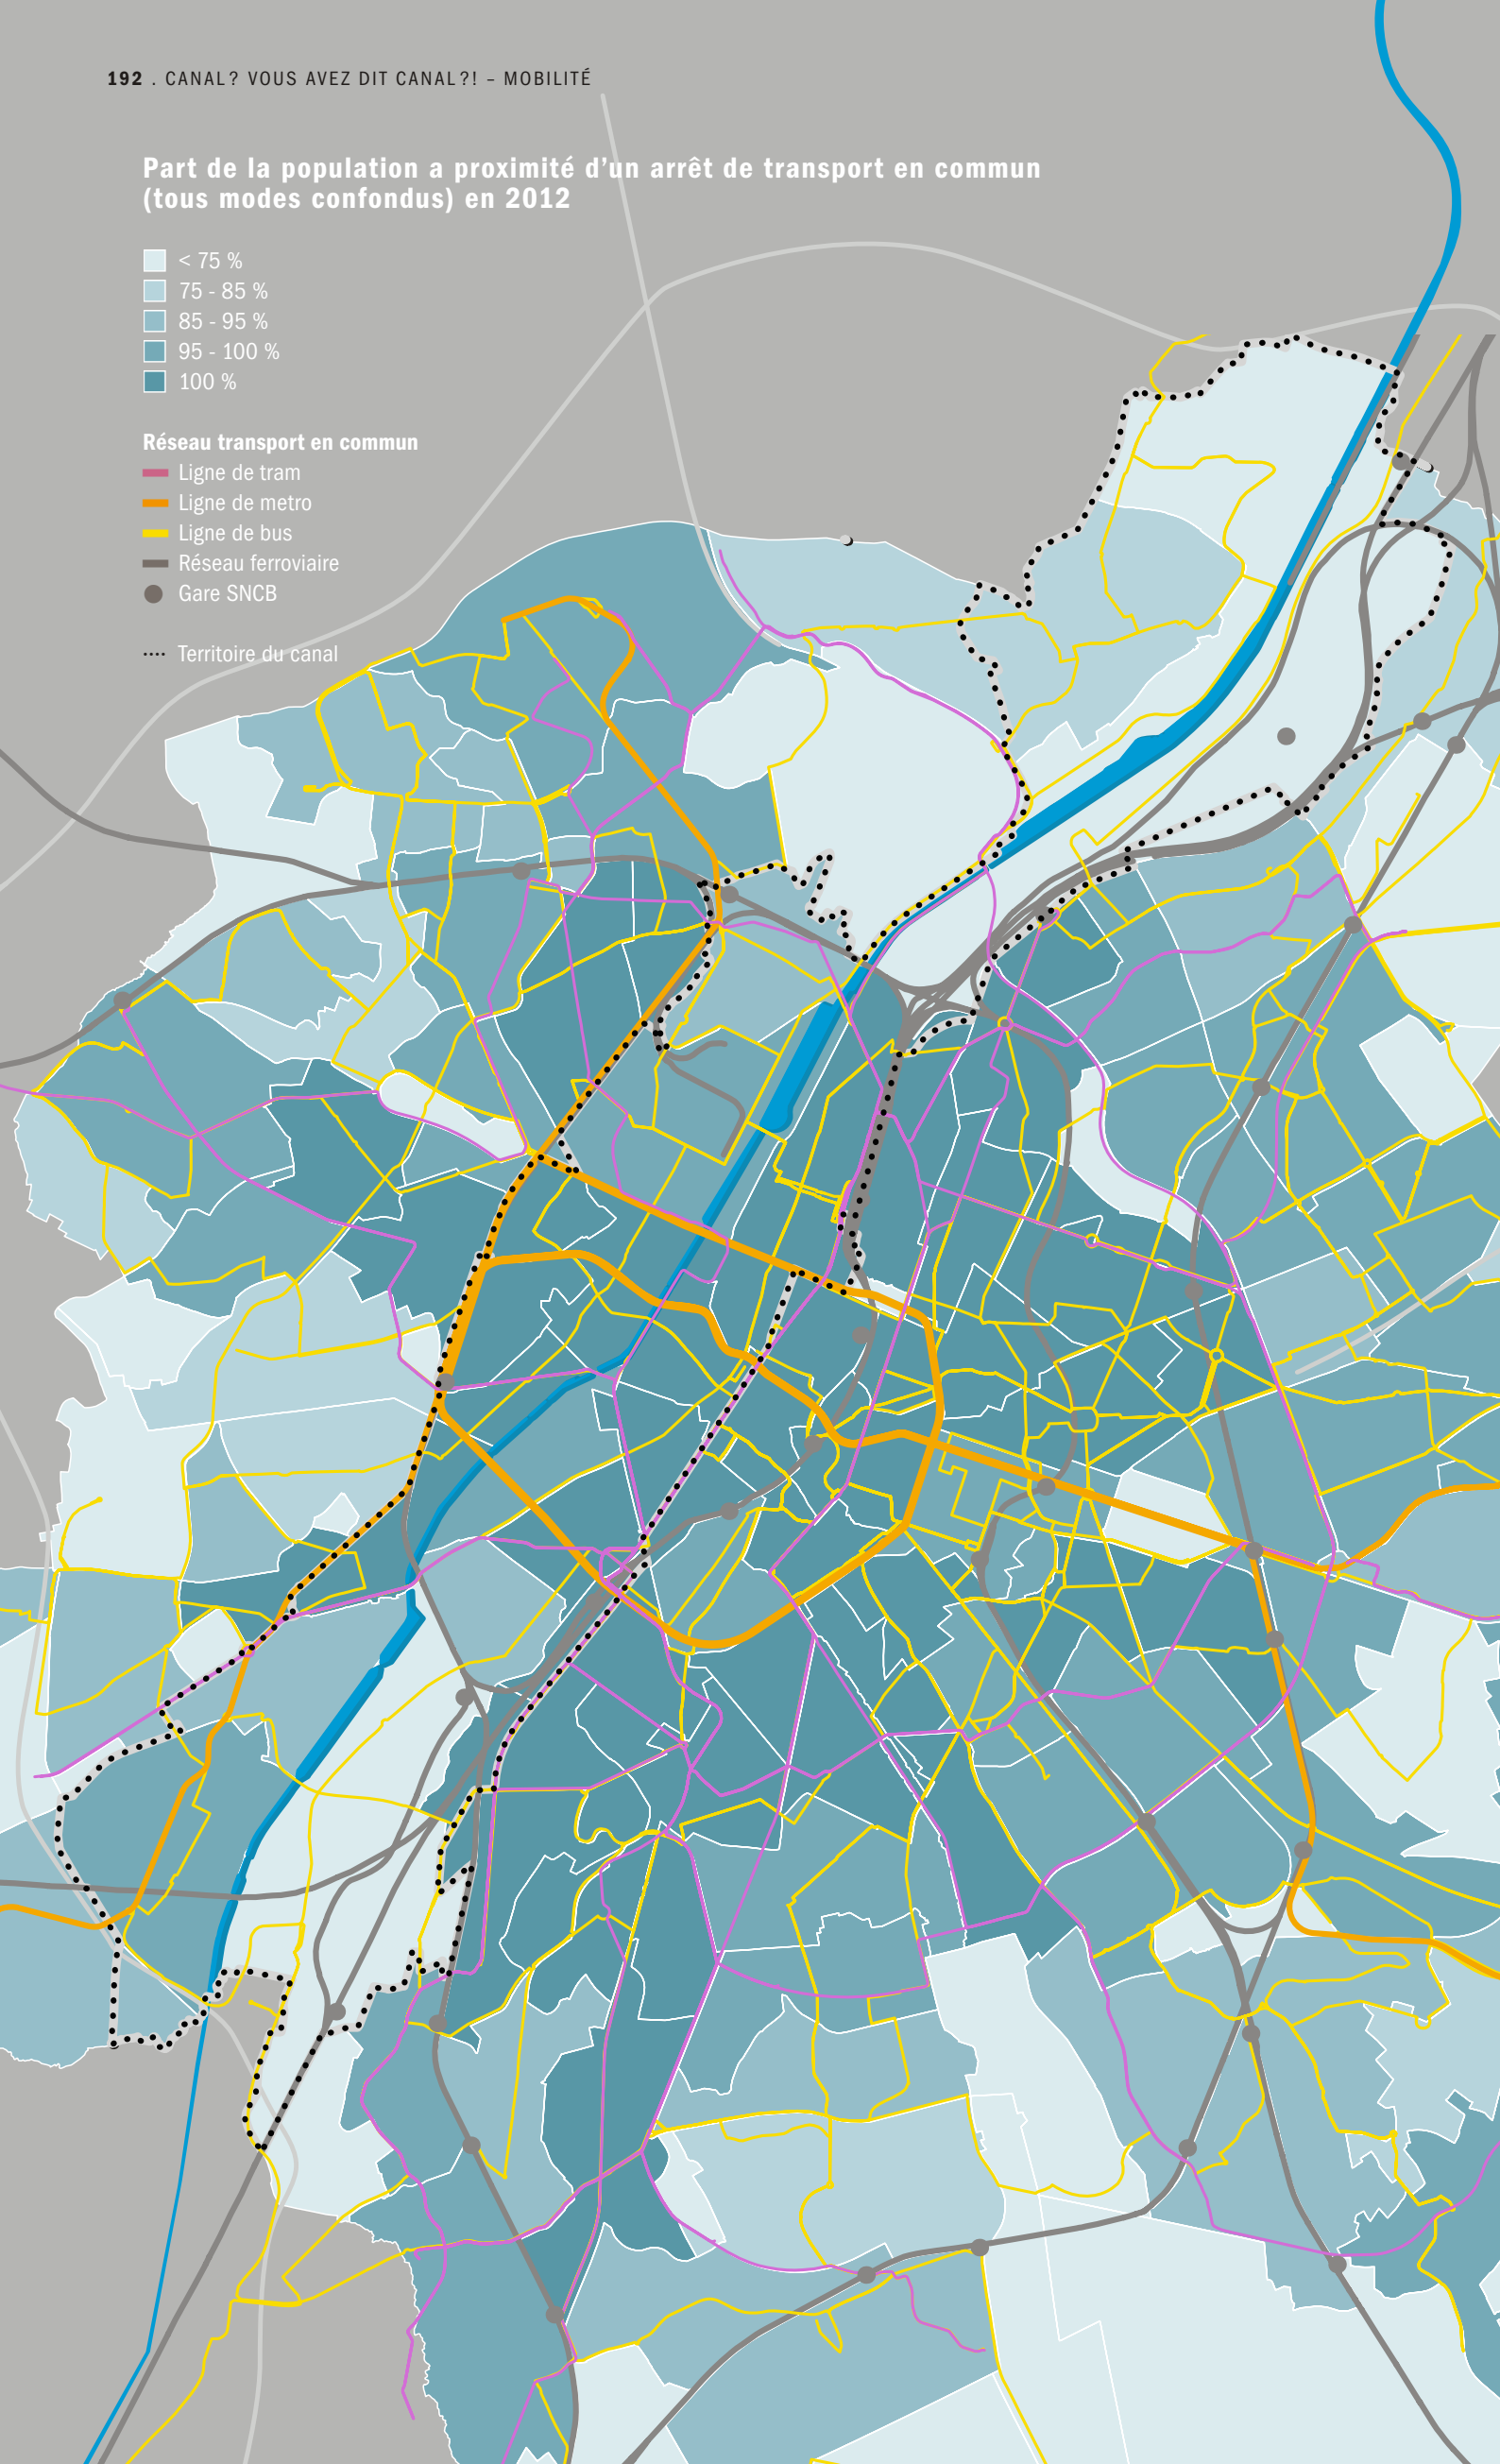 192 . CANAL? VOUS AVEZ DIT CANAL?! – MOBILITÉ
Part de la population a proximité d'un arrêt de transport en commun
(tous modes confondus) en 2012
< 75 %
75 - 85 %
85 - 95 %
95 - 100 %
100 %
Réseau transport en commun
Ligne de tram
Ligne de metro
Ligne de bus
Réseau ferroviaire
Gare SNCB
Territoire du canal